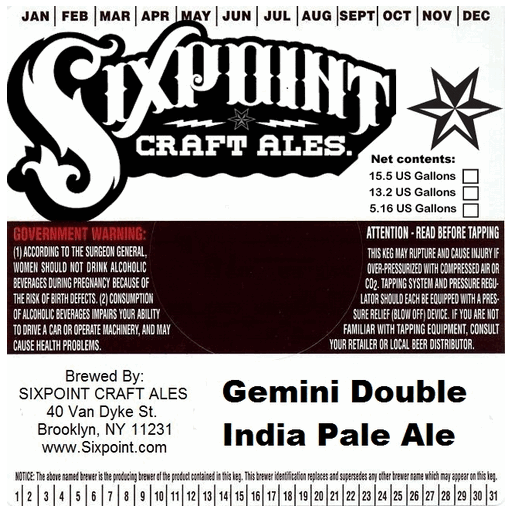 JAN | FEB | MAR | APR | MAY | JUN | JUL | AUG | SEPT | OCT | NOV | DEC
SIXPOINT
CRAFT ALES.
Net contents:
15.5 US Gallons
13.2 US Gallons
5.16 US Gallons
GOVERNMENT WARNING:
(1) ACCORDING TO THE SURGEON GENERAL,
WOMEN SHOULD NOT DRINK ALCOHOLIC
BEVERAGES DURING PREGNANCY BECAUSE OF
THE RISK OF BIRTH DEFECTS. (2) CONSUMPTION
OF ALCOHOLIC BEVERAGES IMPAIRS YOUR ABILITY
TO DRIVE A CAR OR OPERATE MACHINERY, AND MAY
CAUSE HEALTH PROBLEMS.
ATTENTION - READ BEFORE TAPPING
THIS KEG MAY RUPTURE AND CAUSE INJURY IF
OVER-PRESSURIZED WITH COMPRESSED AIR OR
CO2. TAPPING SYSTEM AND PRESSURE REGU-
LATOR SHOULD EACH BE EQUIPPED WITH A PRES-
SURE RELIEF (BLOW OFF) DEVICE. IF YOU ARE NOT
FAMILIAR WITH TAPPING EQUIPMENT, CONSULT
YOUR RETAILER OR LOCAL BEER DISTRIBUTOR.
Brewed By:
SIXPOINT CRAFT ALES
40 Van Dyke St.
Brooklyn, NY 11231
www.Sixpoint.com
Gemini Double
India Pale Ale
NOTICE: The above named brewer is the producing brewer of the product contained in this keg. This brewer identification replaces and supersedes any other brewer name which may appear on this keg.
1 | 2 | 3 | 4 | 5 | 6 | 7 | 8 | 9 | 10 | 11 | 12 | 13 | 14 | 15 | 16 | 17 | 18 | 19 | 20 | 21 | 22 | 23 | 24 | 25 | 26 | 27 | 28 | 29 | 30 | 31